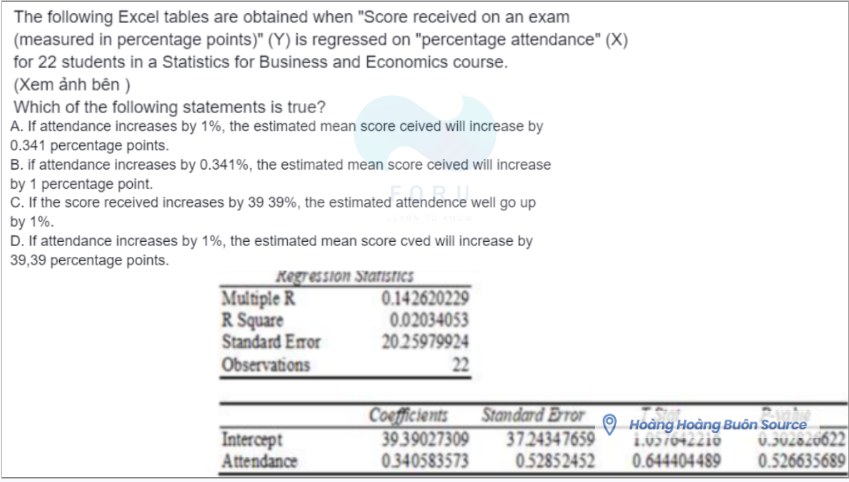 The following Excel tables are obtained when "Score received on an exam
(measured in percentage points)" (Y) is regressed on "percentage attendance" (X)
for 22 students in a Statistics for Business and Economics course.
(Xem ảnh bên )
Which of the following statements is true?
A. If attendance increases by 1%, the estimated mean score ceived will increase by
0.341 percentage points.
B. if attendance increases by 0.341%, the estimated mean score ceived will increase
by 1 percentage point.
C. If the score received increases by 39 39%, the estimated attendence well go up
by 1%.
D. If attendance increases by 1%, the estimated mean score cved will increase by
39,39 percentage points.
FORU
Regression Statistics
Multiple R 0.142620229
R Square 0.02034053
Standard Error 20.25979924
Observations 22
Coefficients Standard Error T Stat P-value
Hoàng Hoàng Buôn Source
Intercept 39.39027309 37.24347659 1.057642216 0.302826622
Attendance 0.340583573 0.52852452 0.644404489 0.526635689